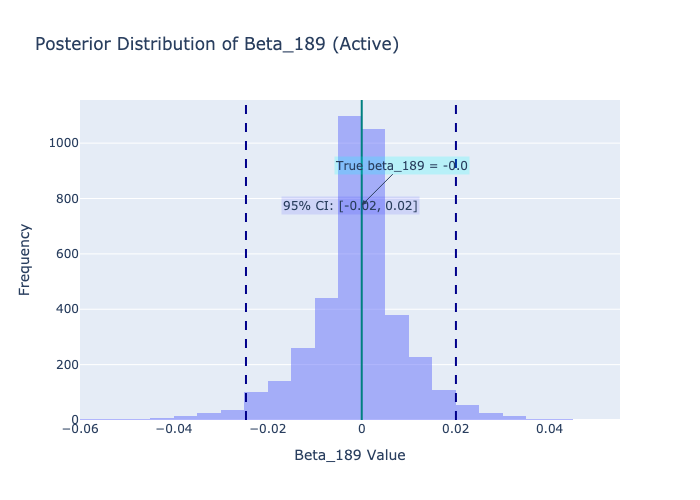 Posterior Distribution of Beta_189 (Active)
1000
800
600
400
200
0
True beta_189 = -0.0
95% CI: [-0.02, 0.02]
Frequency
−0.06
−0.04
−0.02
0
0.02
0.04
Beta_189 Value